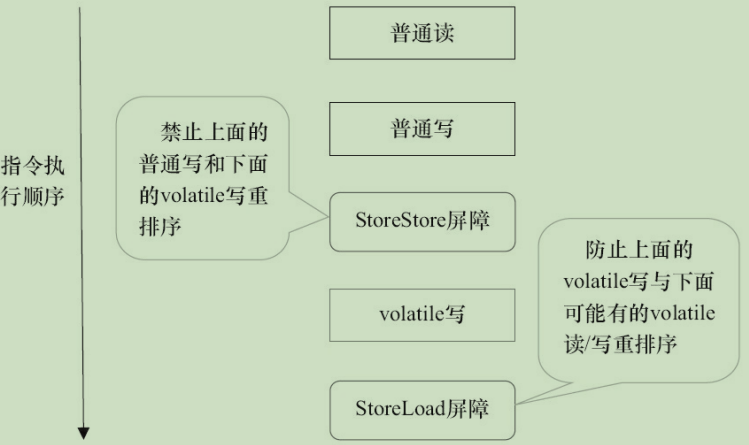 普通读
普通写
禁止上面的
普通写和下面
的volatile写重
排序
指令执
行顺序
StoreStore屏障
防止上面的
volatile写与下面
可能有的volatile
读/写重排序
volatile写
StoreLoad屏障